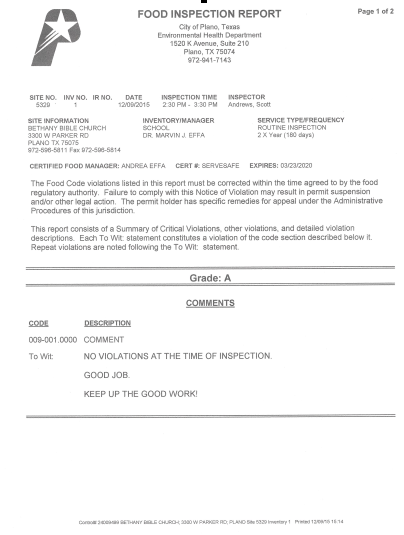 FOOD INSPECTION REPORT
Page 1 of 2
City of Plano, Texas
Environmental Health Department
1520 K Avenue, Suite 210
Plano, TX 75074
972-941-7143
SITE NO. INV NO. IR NO. DATE INSPECTION TIME INSPECTOR
5329 1 12/09/2015 2:30 PM - 3:30 PM Andrews, Scott
SITE INFORMATION INVENTORY/MANAGER SERVICE TYPE/FREQUENCY
BETHANY BIBLE CHURCH SCHOOL ROUTINE INSPECTION
3300 W PARKER RD DR. MARVIN J. EFFA 2 X Year (180 days)
PLANO TX 75075
972-596-5811 Fax 972-596-5814
CERTIFIED FOOD MANAGER: ANDREA EFFA CERT #: SERVESAFE EXPIRES: 03/23/2020
The Food Code violations listed in this report must be corrected within the time agreed to by the food
regulatory authority. Failure to comply with this Notice of Violation may result in permit suspension
and/or other legal action. The permit holder has specific remedies for appeal under the Administrative
Procedures of this jurisdiction.
This report consists of a Summary of Critical Violations, other violations, and detailed violation
descriptions. Each To Wit: statement constitutes a violation of the code section described below it.
Repeat violations are noted following the To Wit: statement.
Grade: A
COMMENTS
CODE DESCRIPTION
009-001.0000 COMMENT
To Wit: NO VIOLATIONS AT THE TIME OF INSPECTION.
GOOD JOB.
KEEP UP THE GOOD WORK!
BETHANY BIBLE CHURCH; 3300 W PARKER RD; PLANO Site 5329 Inventory 1 Printed 12/09/15 15:14